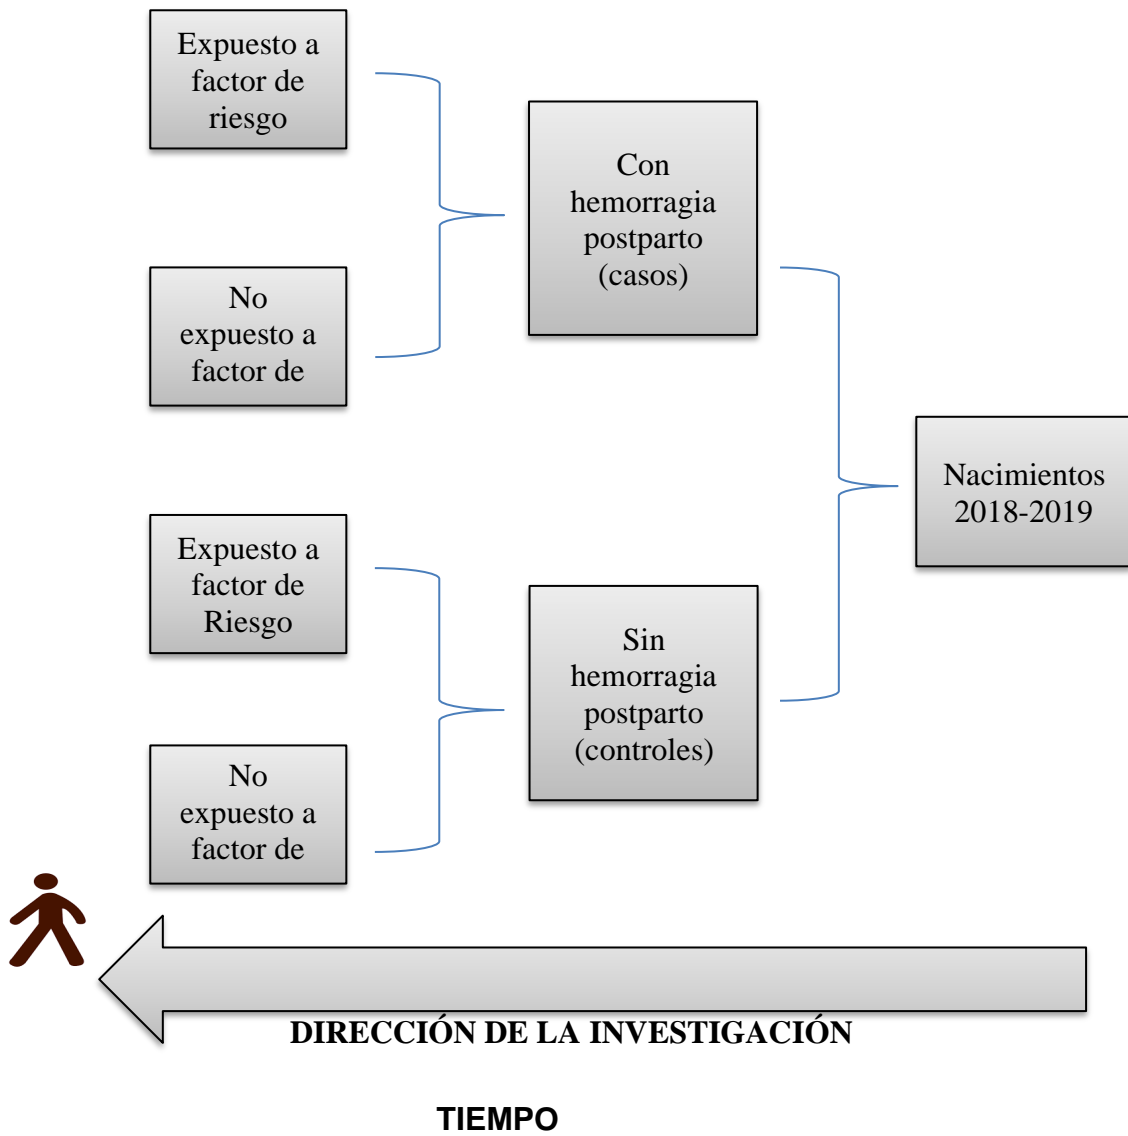 Expuesto a
factor de
riesgo
No
expuesto a
factor de
Con
hemorragia
postparto
(casos)
Expuesto a
factor de
Riesgo
No
expuesto a
factor de
Sin
hemorragia
postparto
(controles)
Nacimientos
2018-2019
DIRECCIÓN DE LA INVESTIGACIÓN
TIEMPO